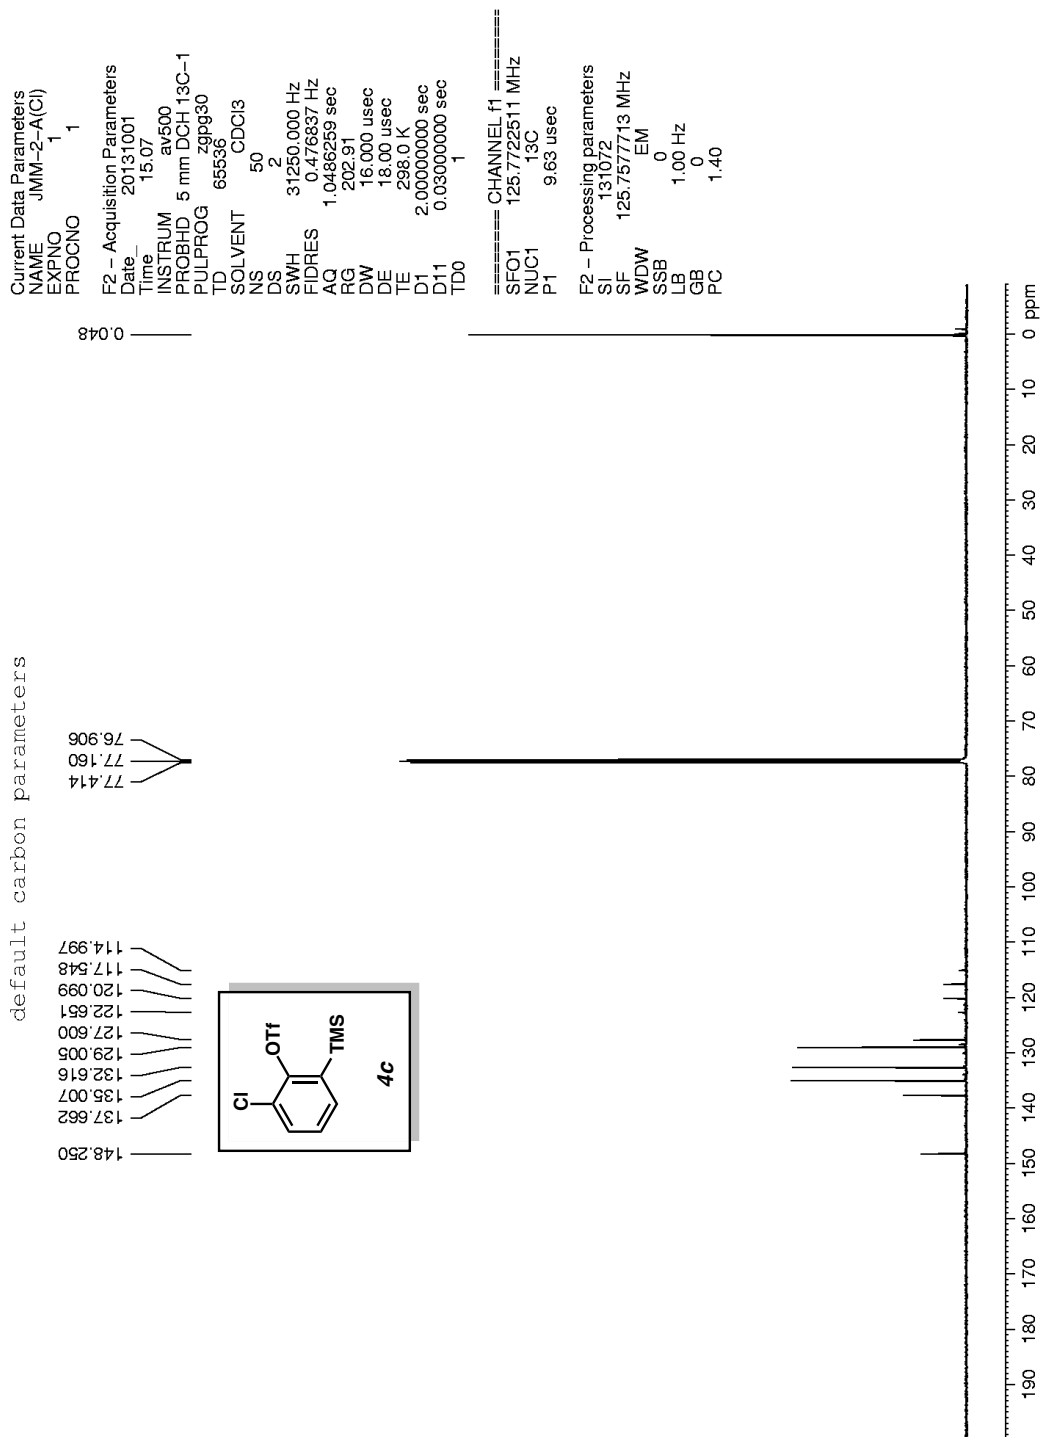 default carbon parameters
148.250
137.662
135.007
132.616
129.005
127.600
122.651
120.099
117.548
114.997
77.414
77.160
76.906
0.048
Cl
OTf
TMS
4c
Current Data Parameters
NAME JMM-2-A(Cl)
EXPNO 1
PROCNO 1
F2 - Acquisition Parameters
Date_ 20131001
Time 15.07
INSTRUM av500
PROBHD 5 mm DCH 13C-1
PULPROG zgpg30
TD 65536
SOLVENT CDCl3
NS 50
DS 2
SWH 31250.000 Hz
FIDRES 0.476837 Hz
AQ 1.0486259 sec
RG 202.91
DW 16.000 usec
DE 18.00 usec
TE 298.0 K
D1 2.00000000 sec
D11 0.03000000 sec
TD0 1
======== CHANNEL f1 ========
SFO1 125.7722511 MHz
NUC1 13C
P1 9.63 usec
F2 - Processing parameters
SI 131072
SF 125.7577713 MHz
WDW EM
SSB 0
LB 1.00 Hz
GB 0
PC 1.40
190 180 170 160 150 140 130 120 110 100 90 80 70 60 50 40 30 20 10 0 ppm